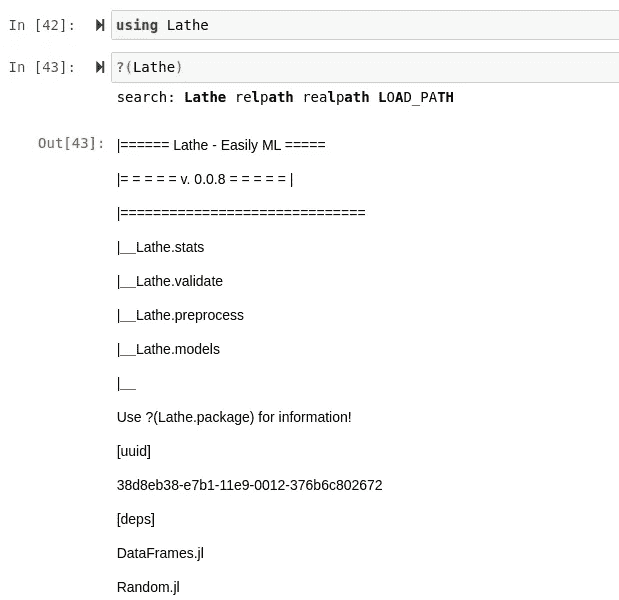 In [42]: using Lathe
In [43]: ?(Lathe)
search: Lathe relpath realpath LOAD_PATH
Out[43]: |====== Lathe - Easily ML =====
|= = = = = v. 0.0.8 = = = = = |
|==============================
|__Lathe.stats
|__Lathe.validate
|__Lathe.preprocess
|__Lathe.models
|__
Use ?(Lathe.package) for information!
[uuid]
38d8eb38-e7b1-11e9-0012-376b6c802672
[deps]
DataFrames.jl
Random.jl